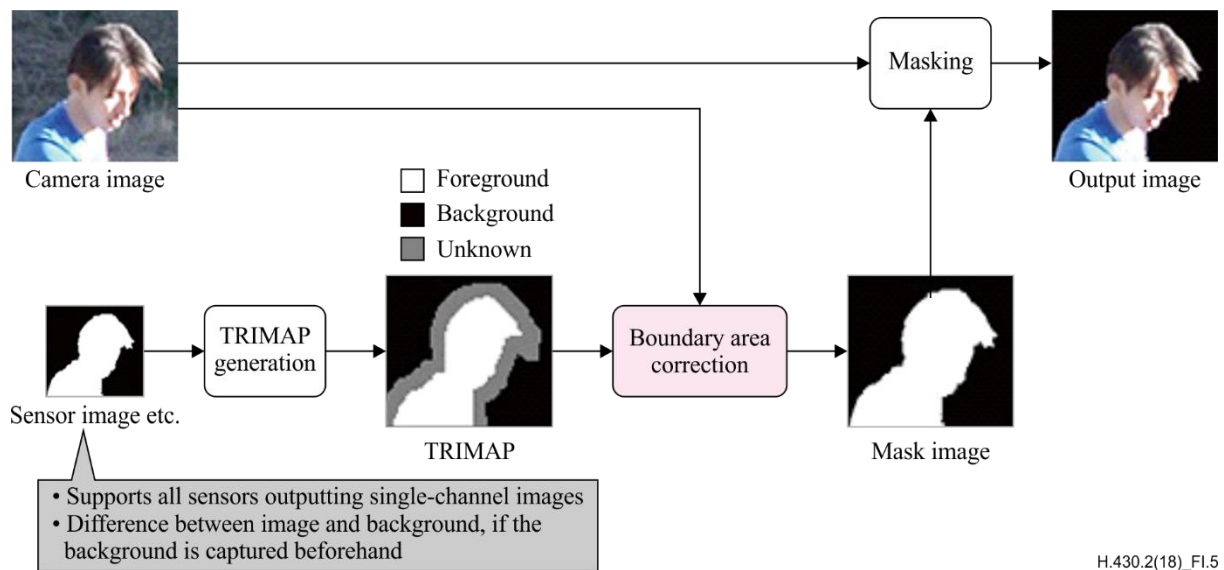 Masking
Camera image
Output image
Foreground
Background
Unknown
TRIMAP
generation
Boundary area
correction
Sensor image etc.
TRIMAP
Mask image
• Supports all sensors outputting single-channel images
• Difference between image and background, if the
background is captured beforehand
H.430.2(18)_FI.5